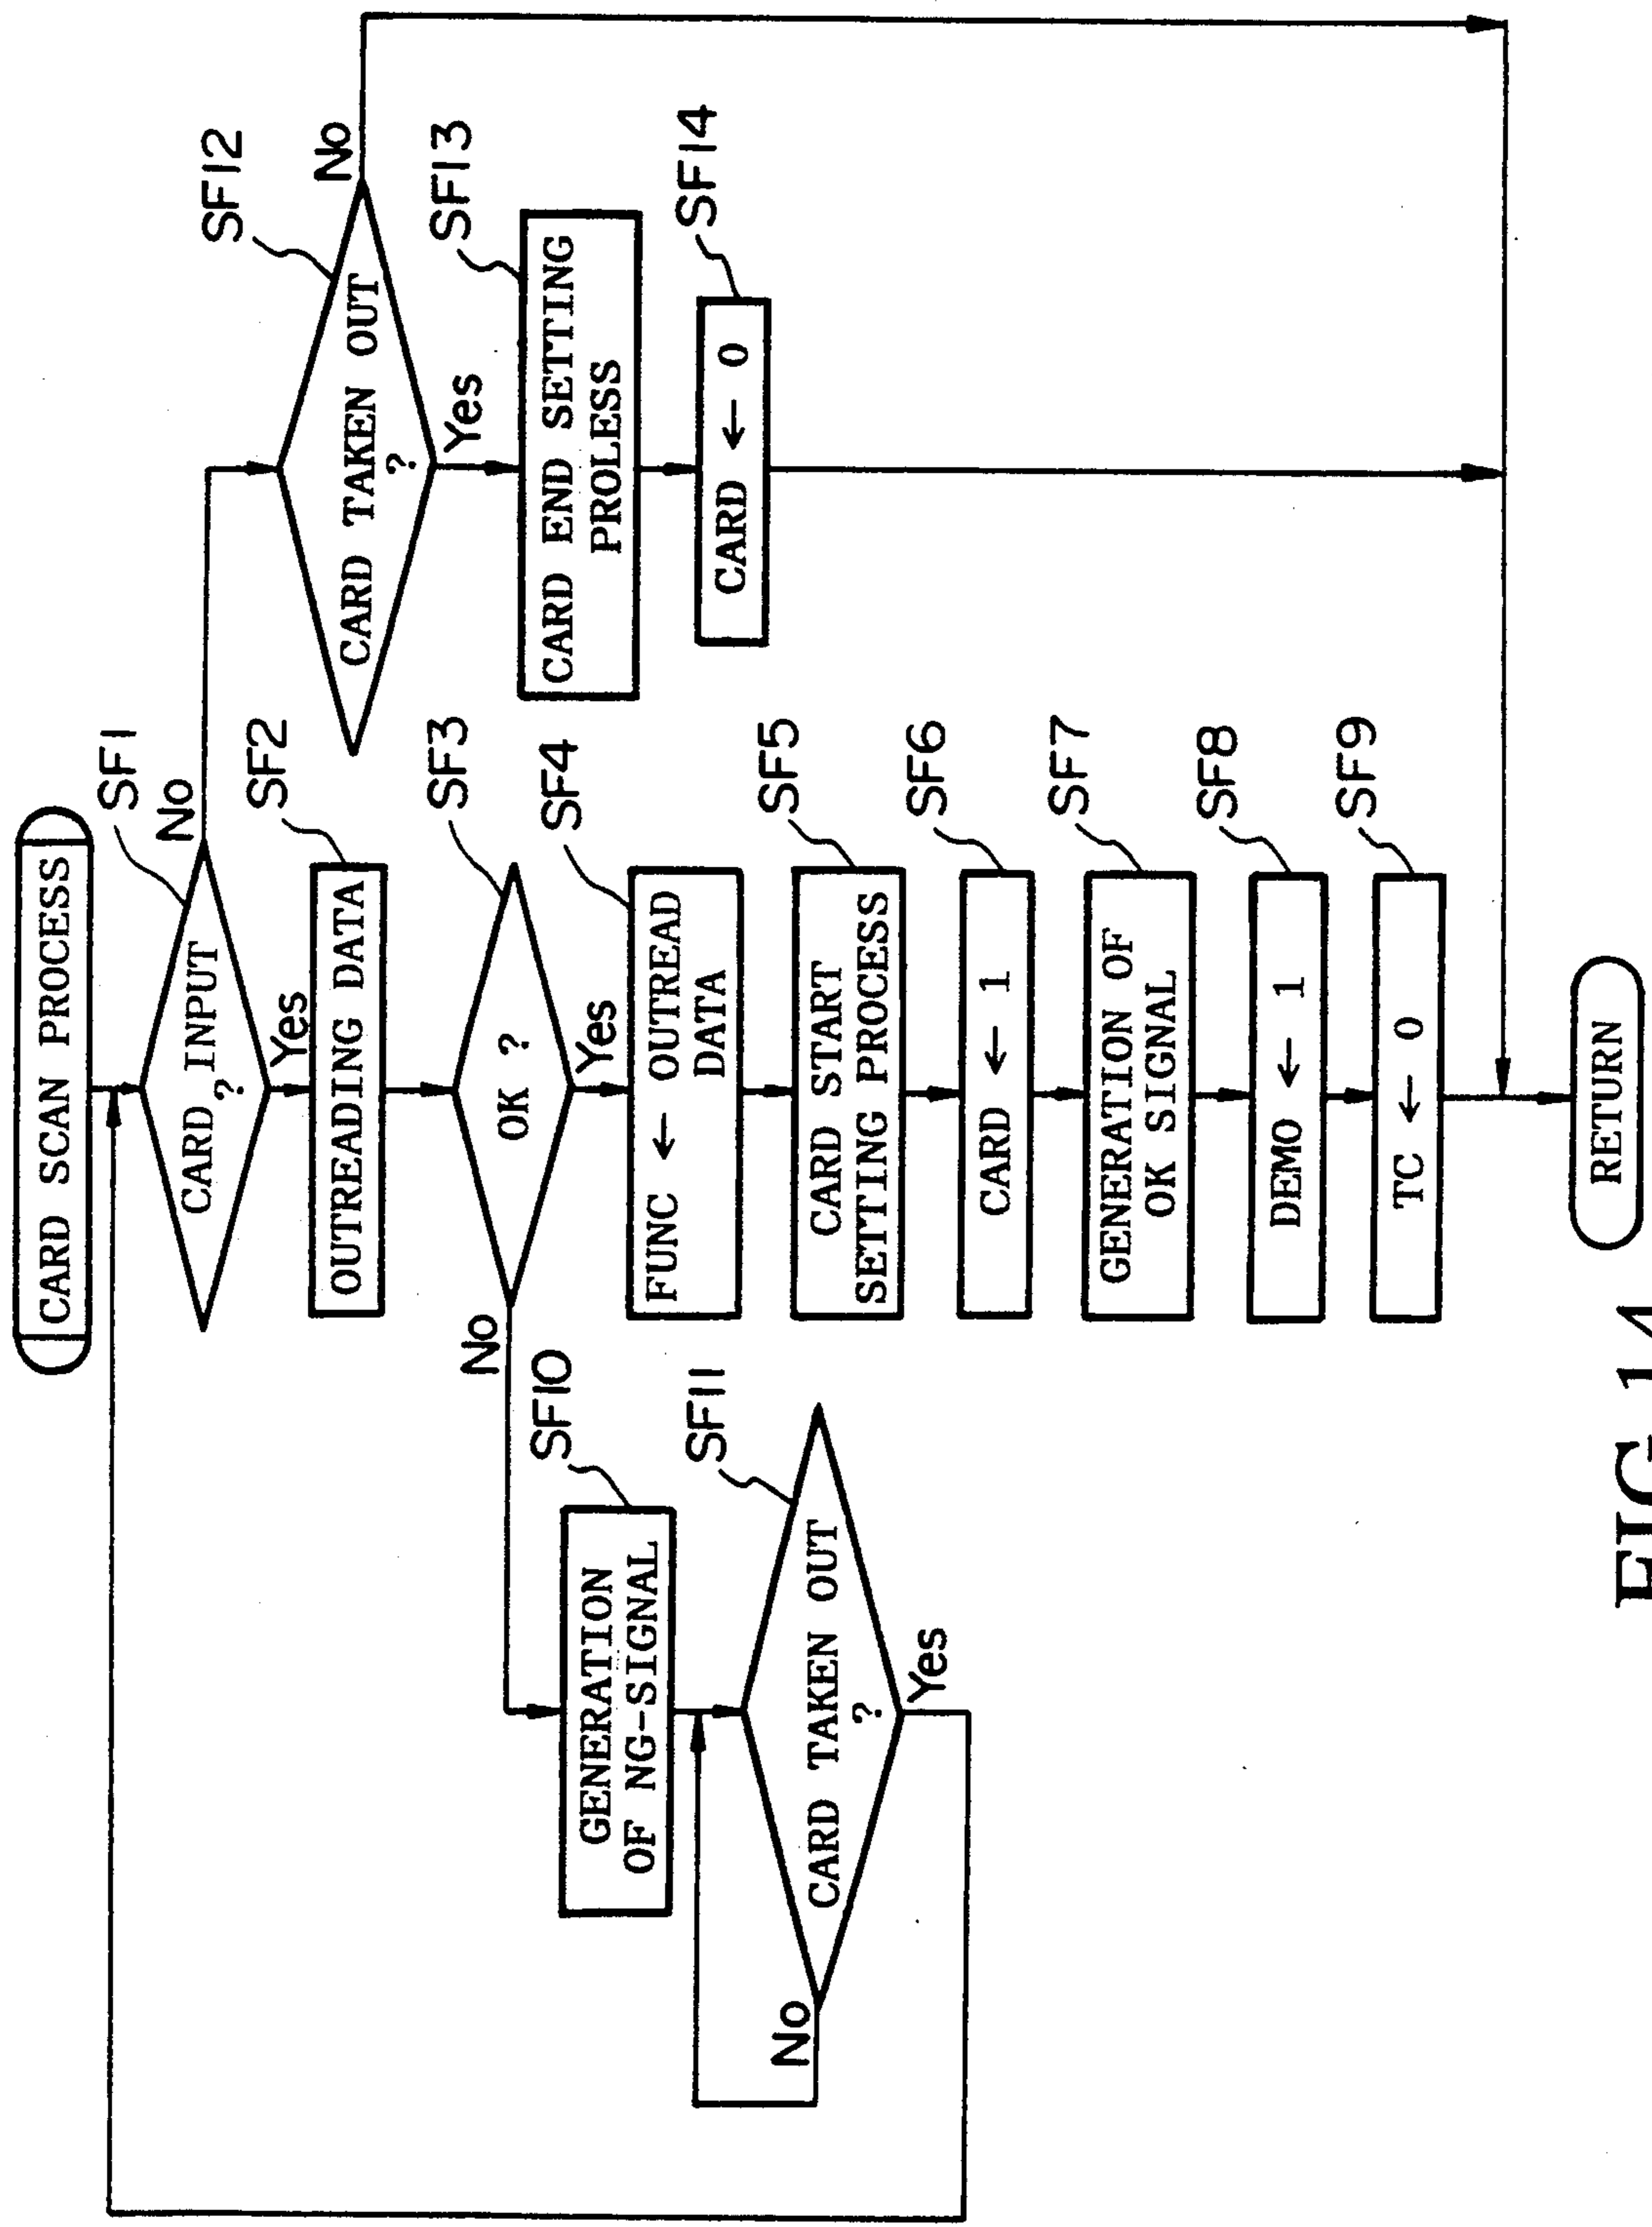 CARD SCAN PROCESS
SF1
CARD INPUT
?
No
Yes
SF2
OUTREADING DATA
SF3
OK ?
No
Yes
SF4
FUNC ← OUTREAD
DATA
SF5
CARD START
SETTING PROCESS
SF6
CARD ← 1
SF7
GENERATION OF
OK SIGNAL
SF8
DEMO ← 1
SF9
TC ← 0
RETURN
SF10
GENERATION
OF NG-SIGNAL
SF11
CARD TAKEN OUT
?
No
Yes
SF12
CARD TAKEN OUT
?
No
Yes
SF13
CARD END SETTING
PROLESS
SF14
CARD ← 0
FIG.14